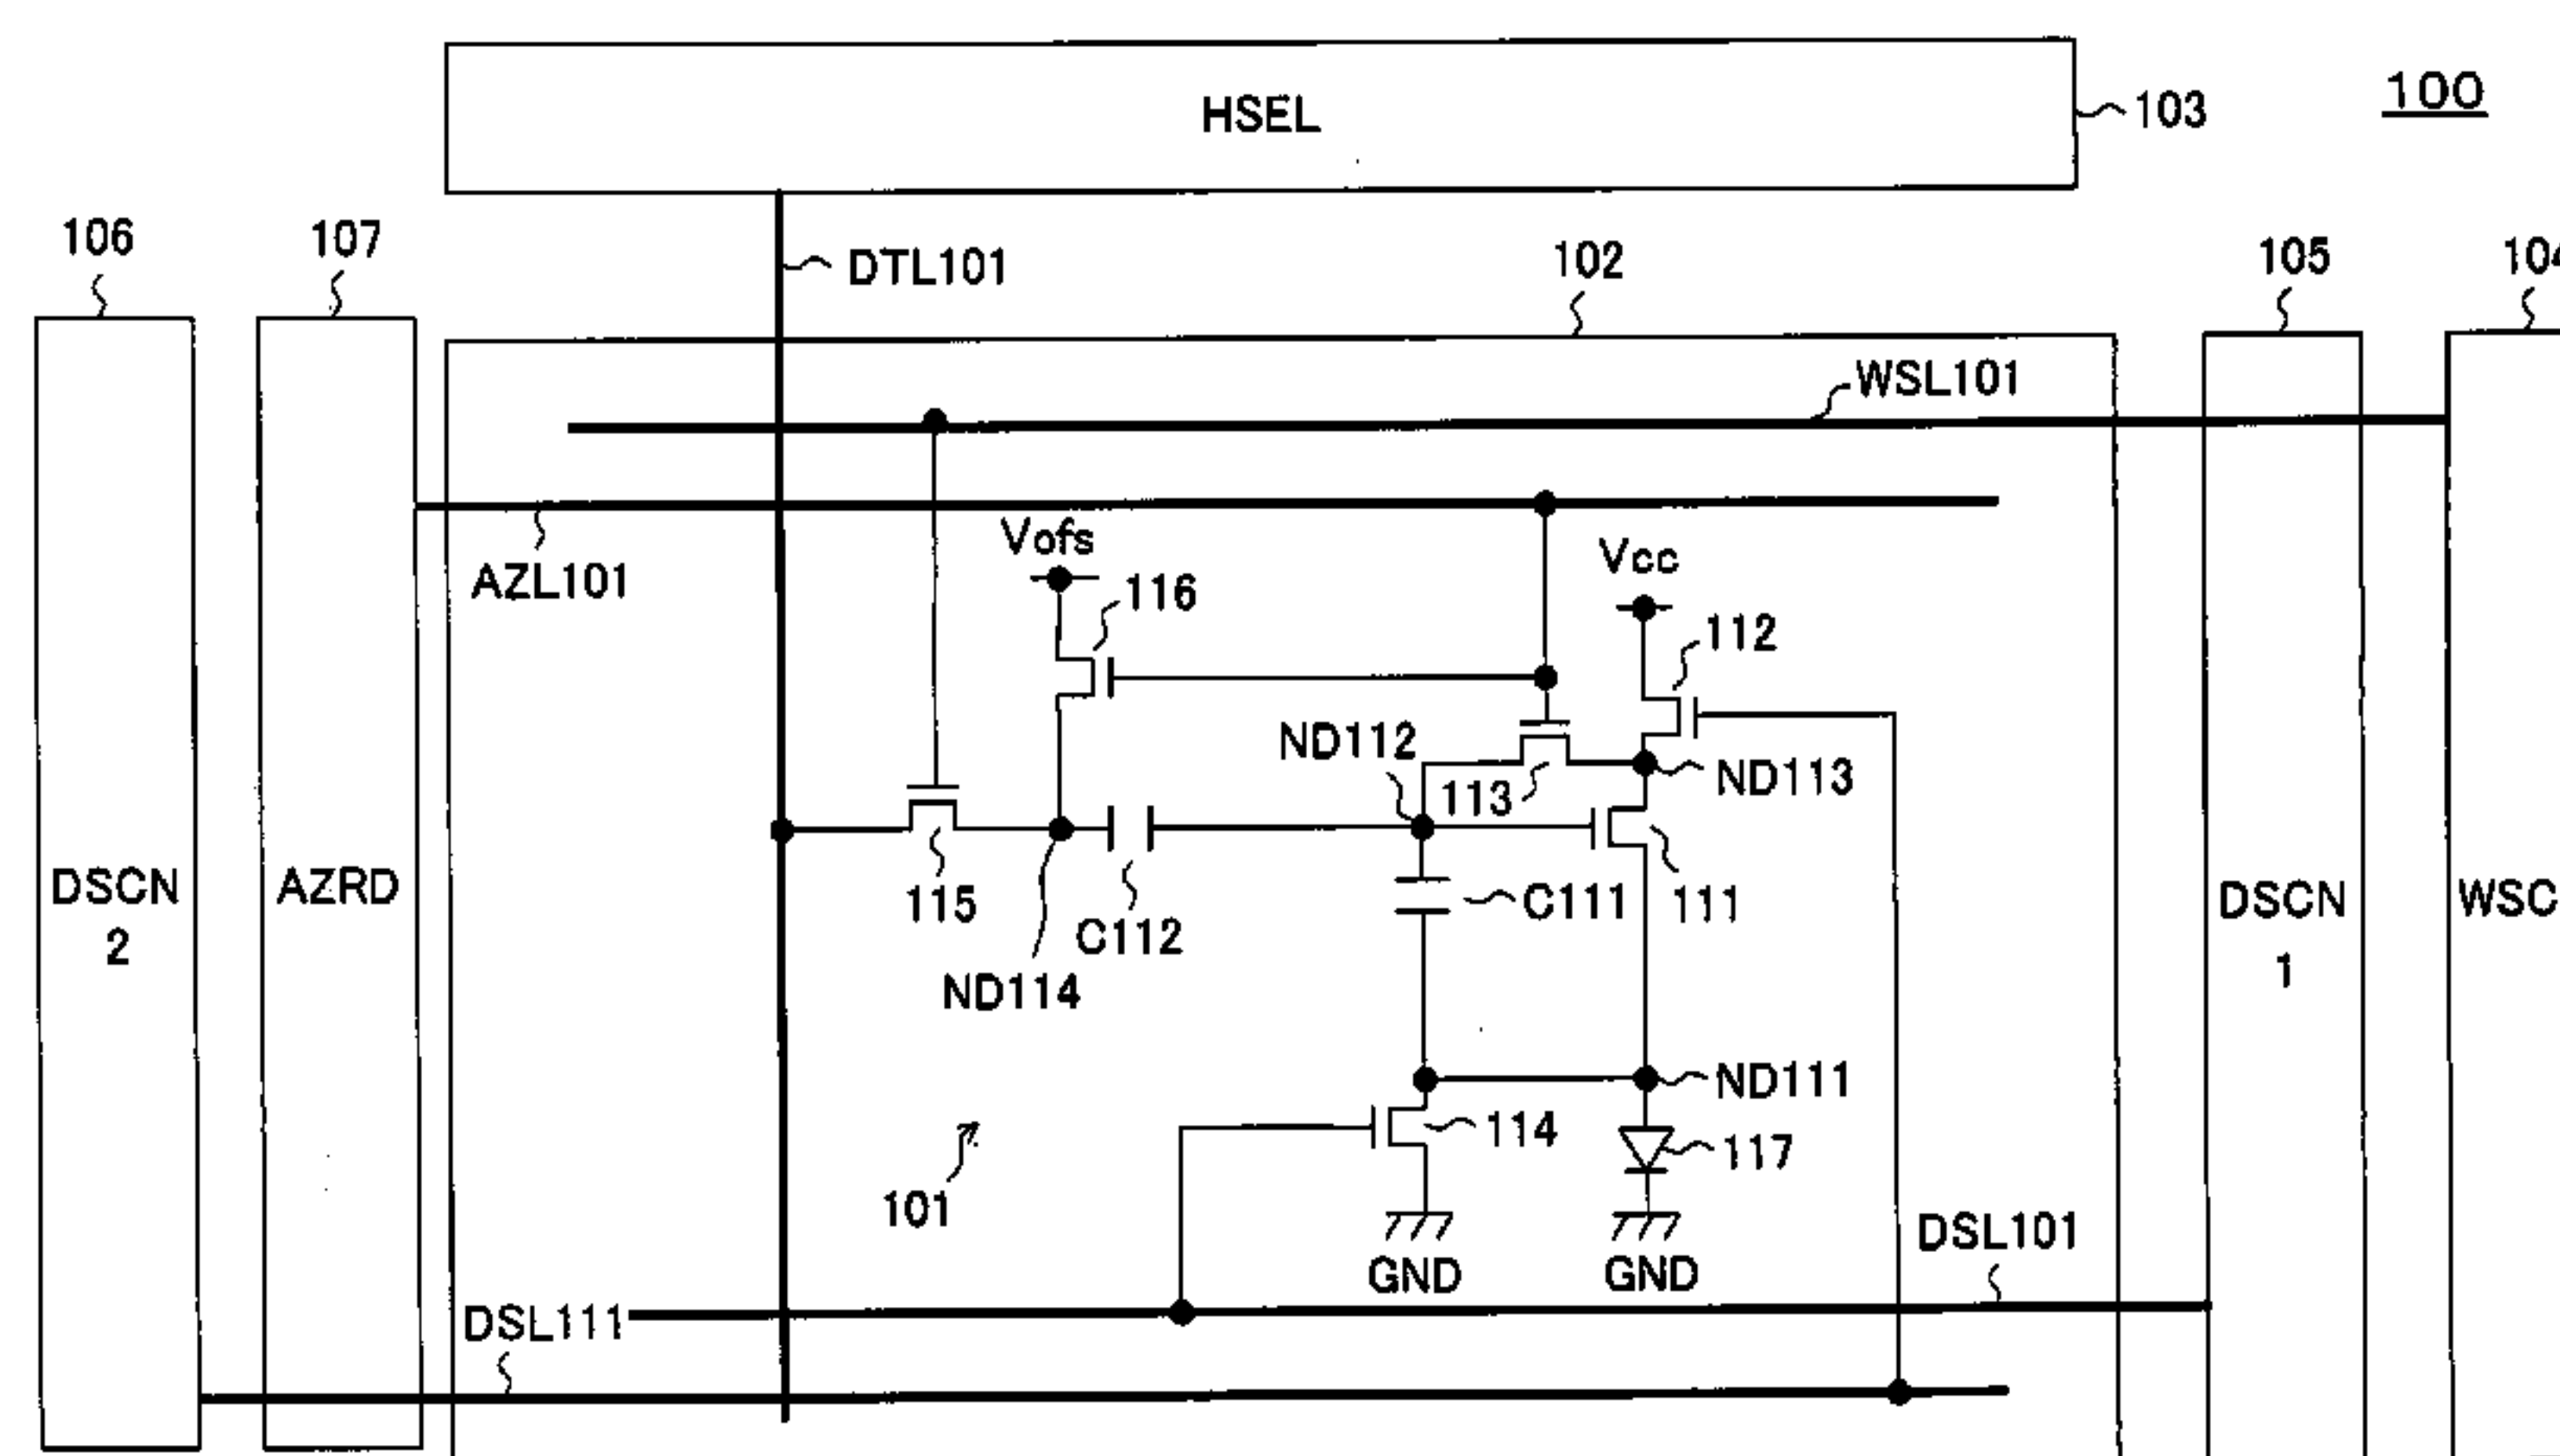 HSEL
103
100
106
107
DTL101
102
105
104
WSL101
AZL101
Vofs
116
Vcc
112
ND112
113
ND113
DSCN
2
AZRD
115
C112
C111
111
DSCN
1
WSC
ND114
ND111
101
114
117
DSL111
GND
GND
DSL101